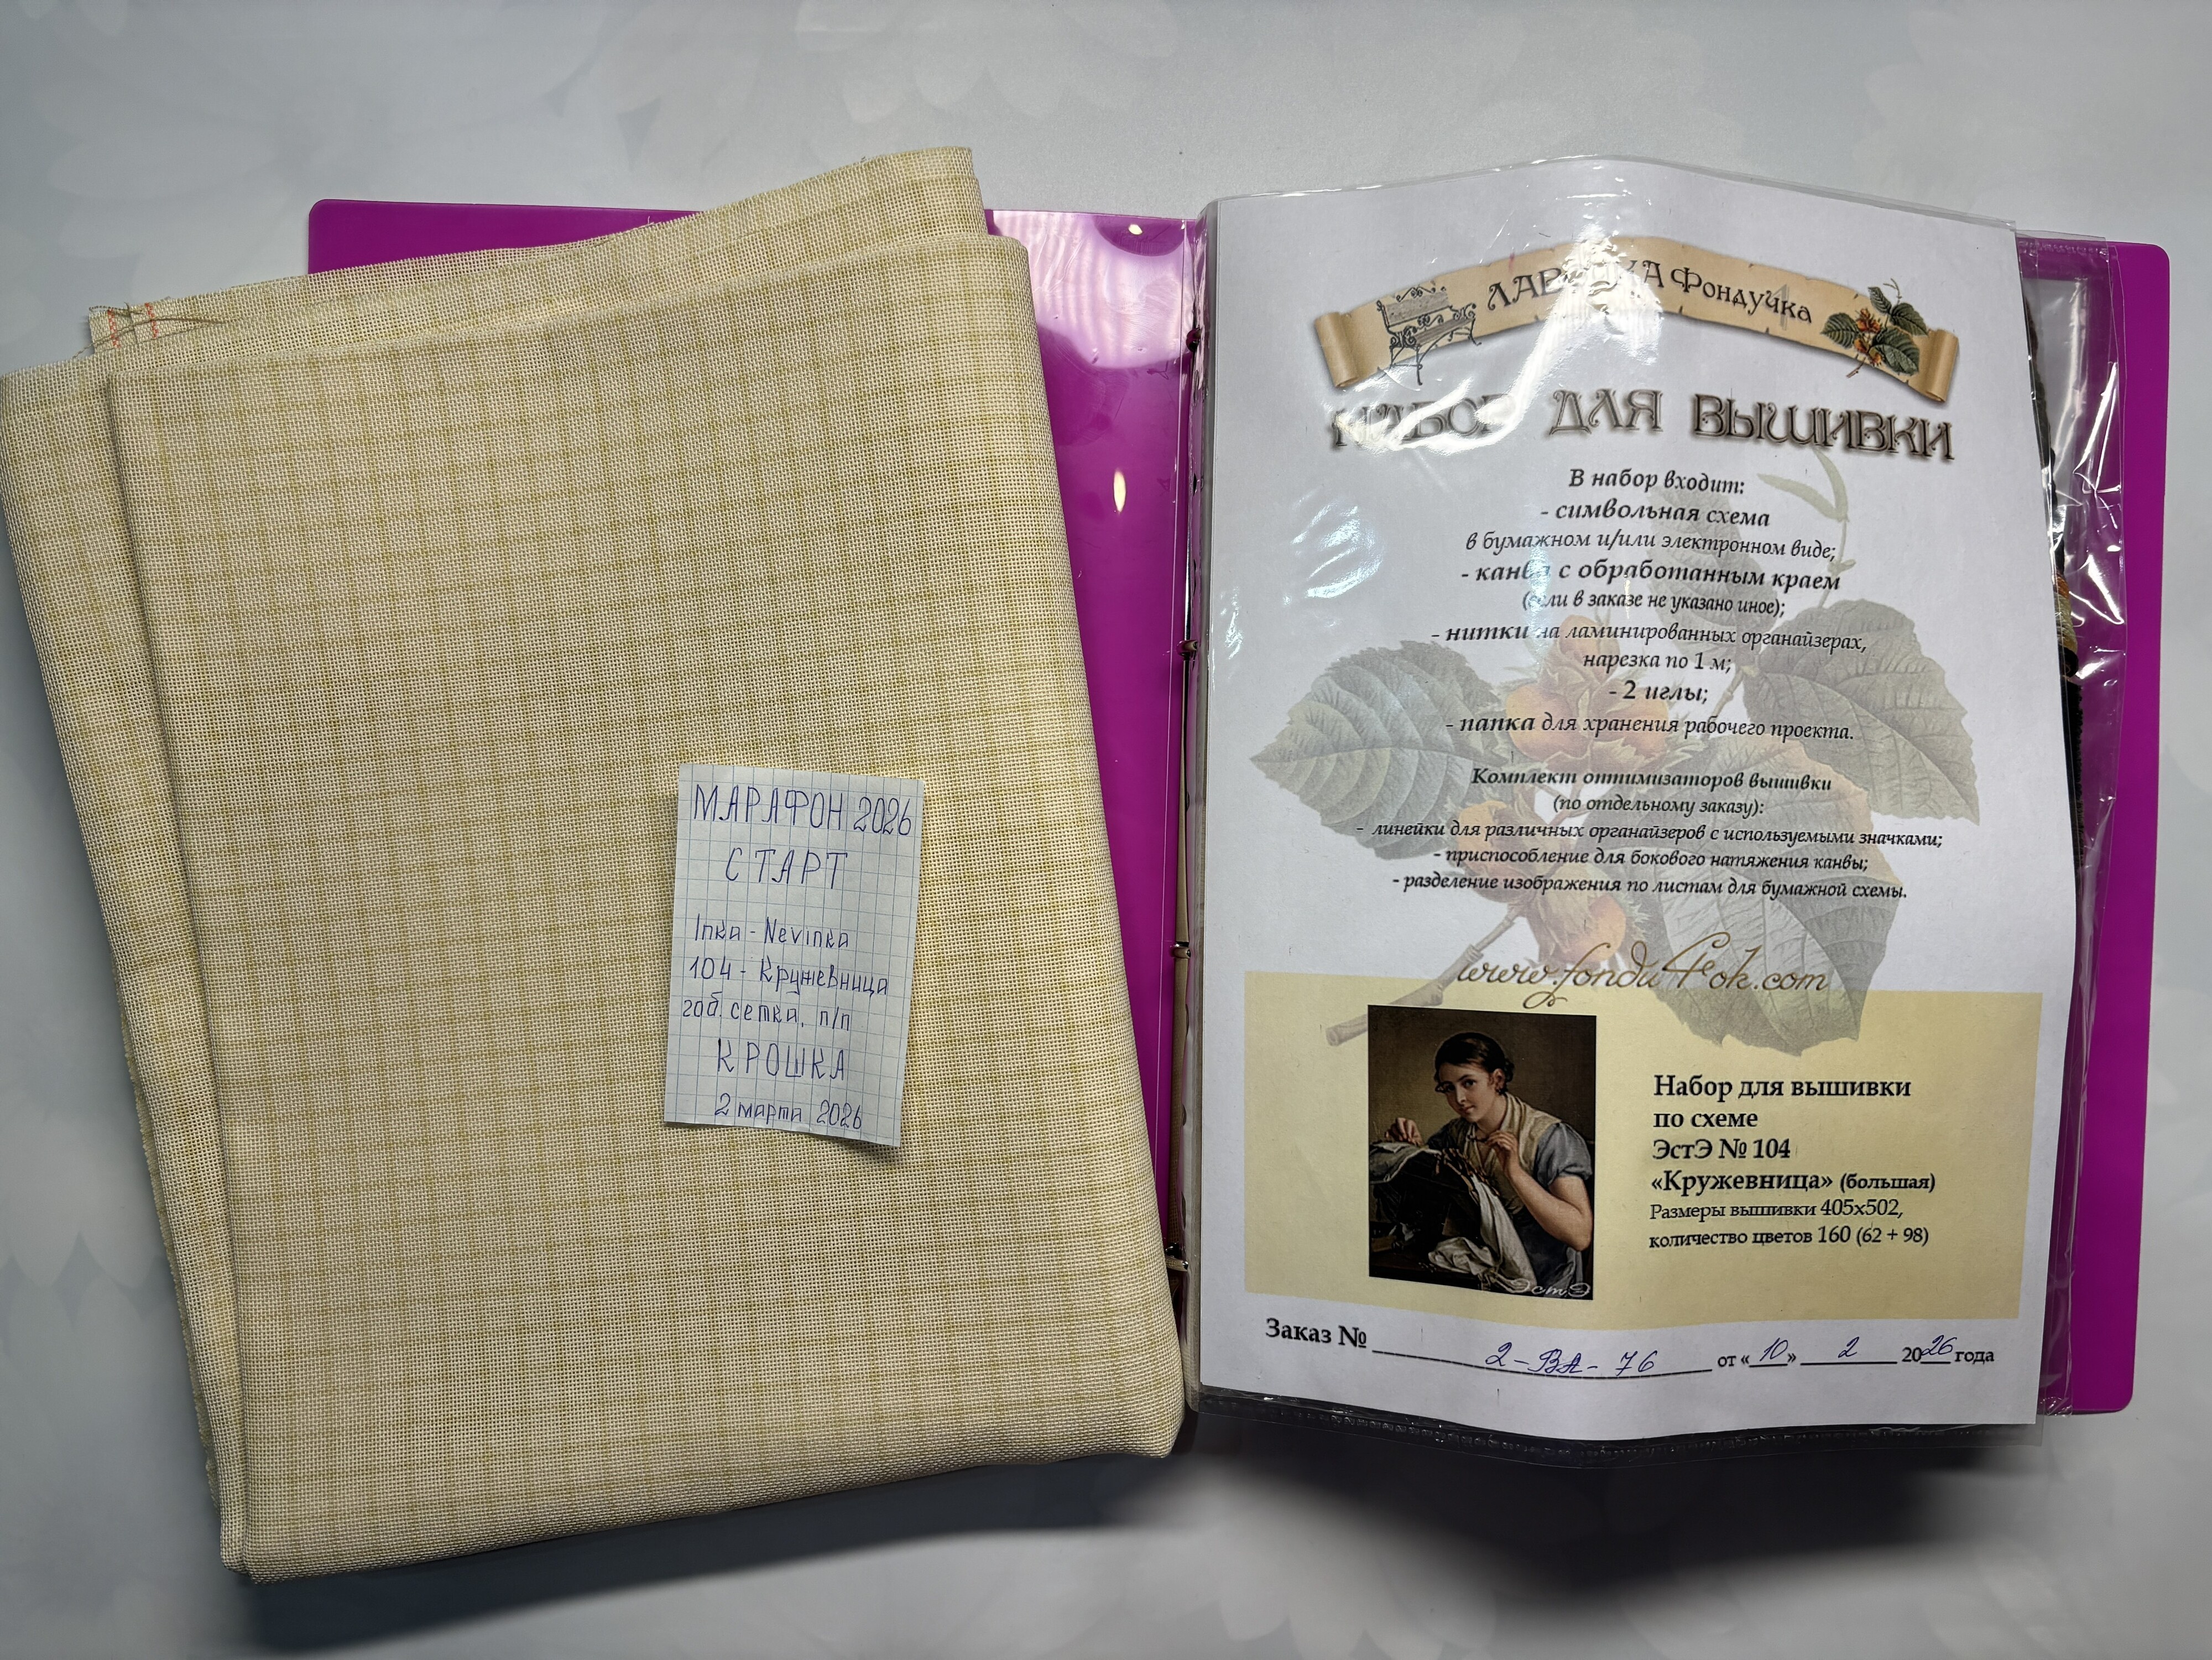 МАРАФОН 2026
СТАРТ
Inka - Nevinka
104 - Кружевница
гоб. сетка, п/п
КРОШКА
2 марта 2026
ЛАВОЧКА Фондучка
НАБОР ДЛЯ ВЫШИВКИ
В набор входит:
- символьная схема
в бумажном и/или электронном виде;
- канва с обработанным краем
(если в заказе не указано иное);
- нитки на ламинированных органайзерах,
нарезка по 1 м;
- 2 иглы;
- папка для хранения рабочего проекта.
Комплект оптимизаторов вышивки
(по отдельному заказу):
- линейки для различных органайзеров с используемыми значками;
- приспособление для бокового натяжения канвы;
- разделение изображения по листам для бумажной схемы.
www.fondu4ok.com
Набор для вышивки
по схеме
ЭстЭ № 104
«Кружевница» (большая)
Размеры вышивки 405х502,
количество цветов 160 (62 + 98)
ЭстЭ
Заказ № 2-ВА-76 от «10» 2 2026 года